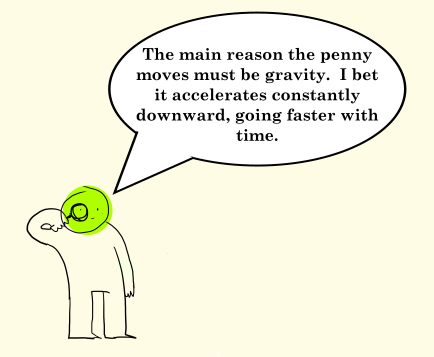 The main reason the penny
moves must be gravity.  I bet
it accelerates constantly
downward, going faster with
time.